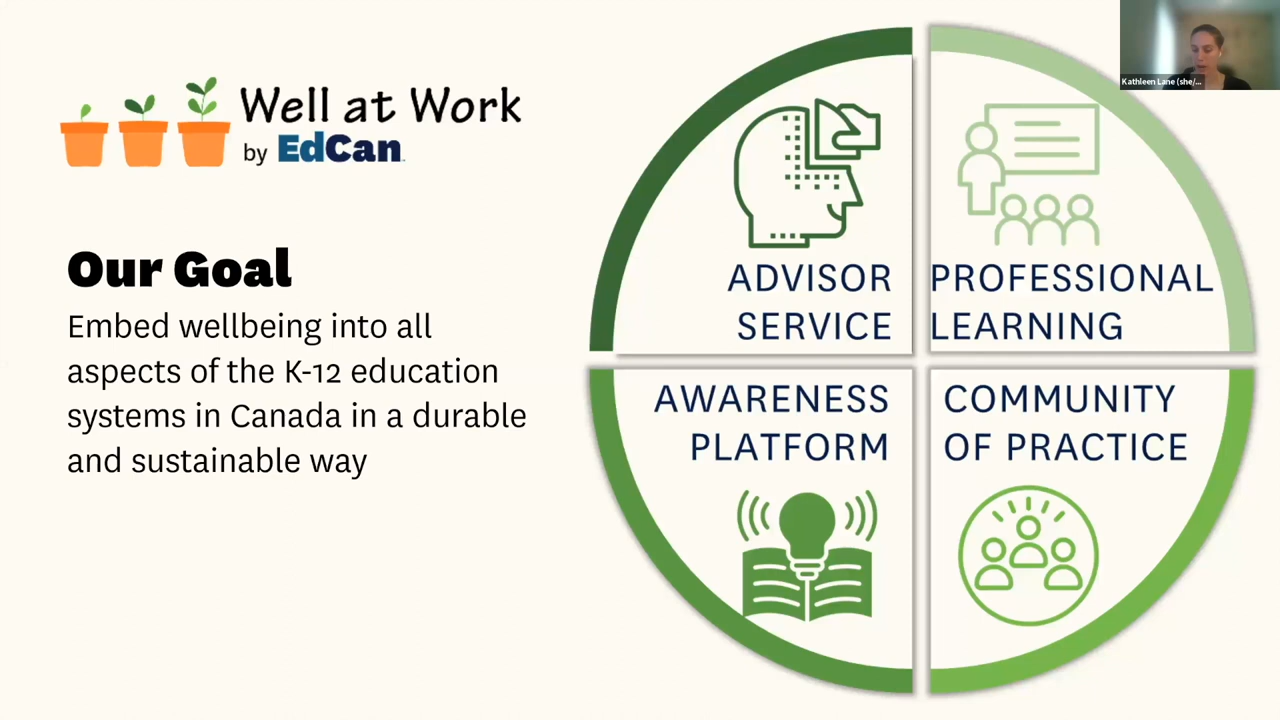 Well at Work
by EdCan
Our Goal
Embed wellbeing into all
aspects of the K-12 education
systems in Canada in a durable
and sustainable way
ADVISOR
SERVICE
PROFESSIONAL
LEARNING
AWARENESS
PLATFORM
COMMUNITY
OF PRACTICE
Kathleen Lane (she/...